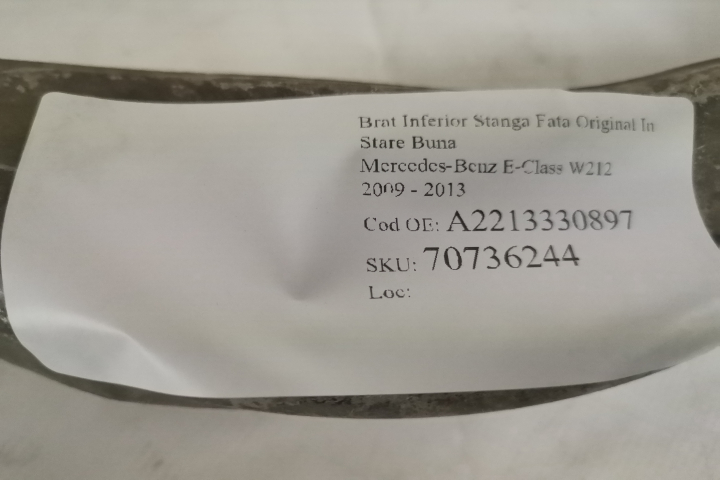 Brat Inferior Stanga Fata Original In
Stare Buna
Mercedes-Benz E-Class W212
2009 - 2013
Cod OE: A2213330897
SKU: 70736244
Loc: